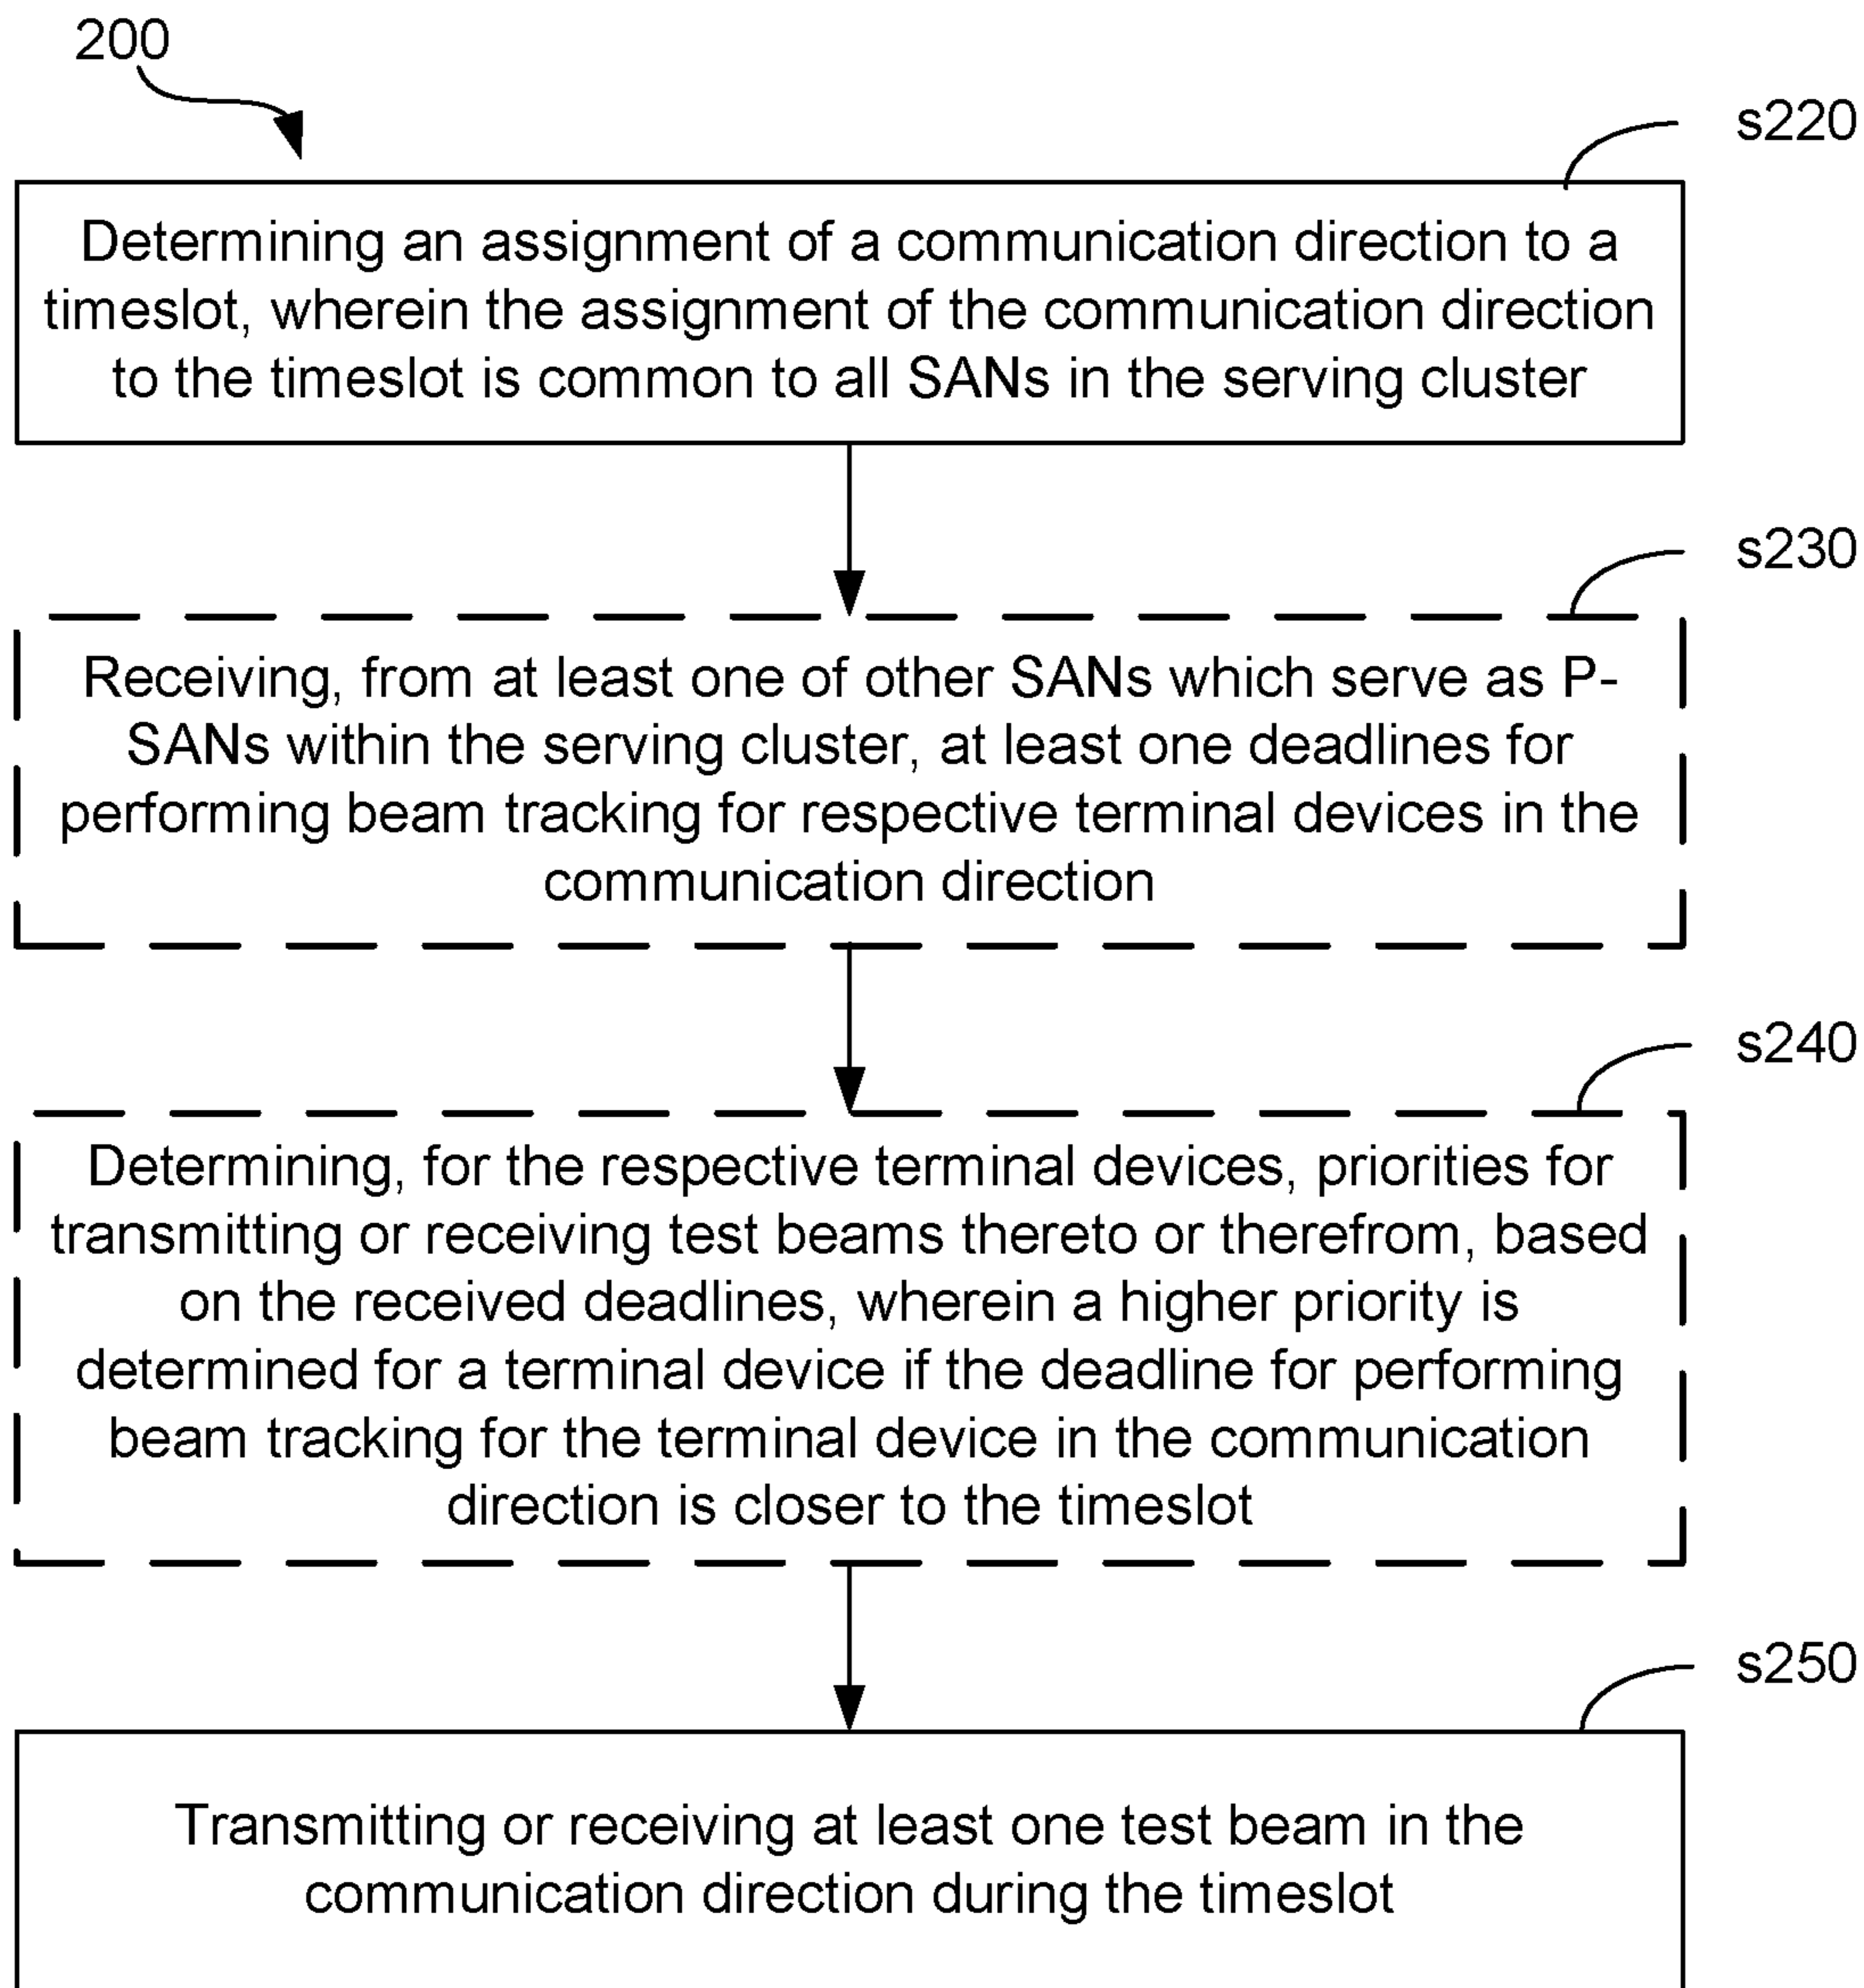 200
s220
Determining an assignment of a communication direction to a
timeslot, wherein the assignment of the communication direction
to the timeslot is common to all SANs in the serving cluster
s230
Receiving, from at least one of other SANs which serve as P-
SANs within the serving cluster, at least one deadlines for
performing beam tracking for respective terminal devices in the
communication direction
s240
Determining, for the respective terminal devices, priorities for
transmitting or receiving test beams thereto or therefrom, based
on the received deadlines, wherein a higher priority is
determined for a terminal device if the deadline for performing
beam tracking for the terminal device in the communication
direction is closer to the timeslot
s250
Transmitting or receiving at least one test beam in the
communication direction during the timeslot